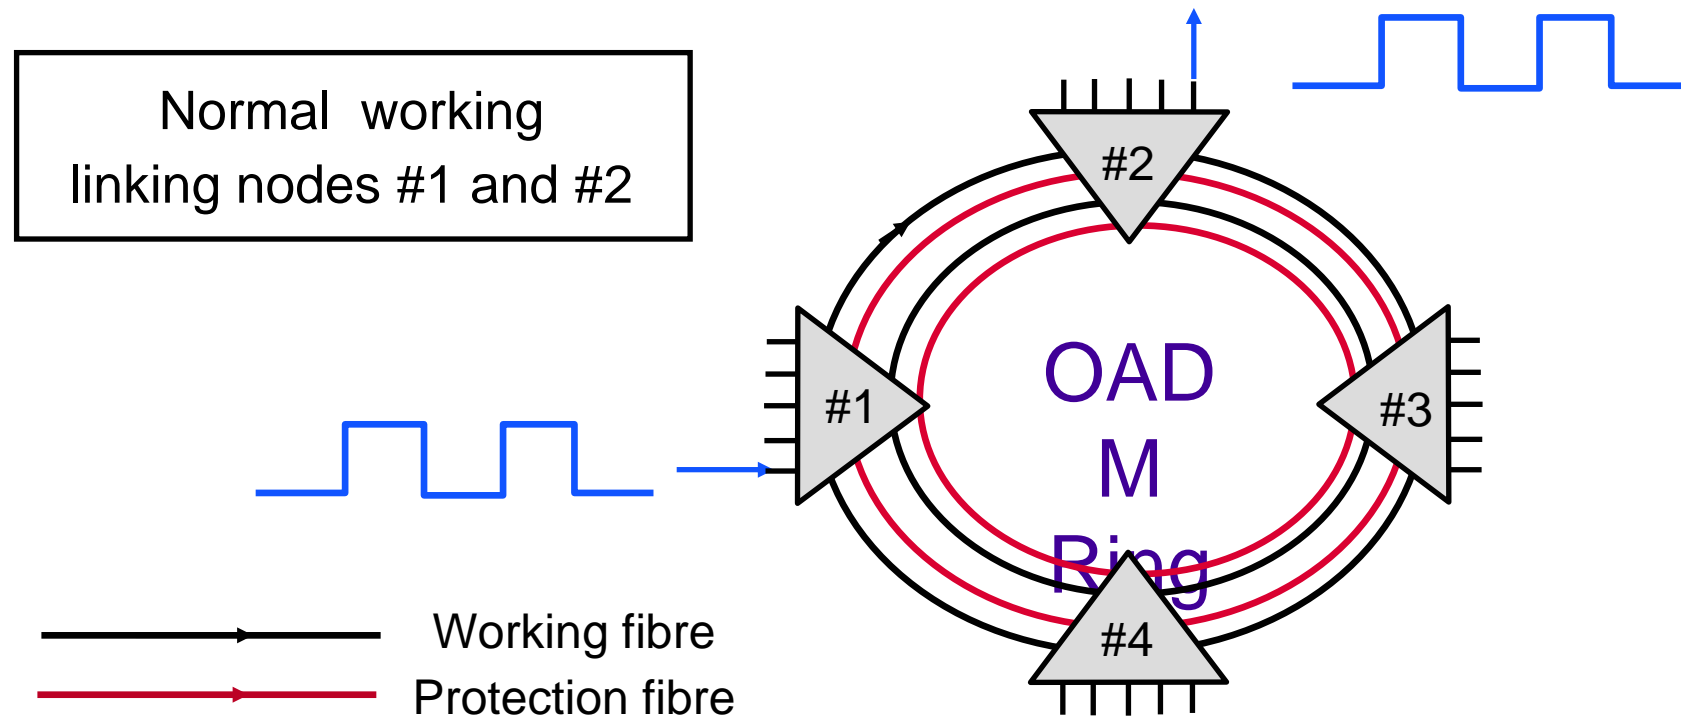 Normal working
linking nodes #1 and #2
#2
OAD
M
Ring
#1
#3
#4
Working fibre
Protection fibre